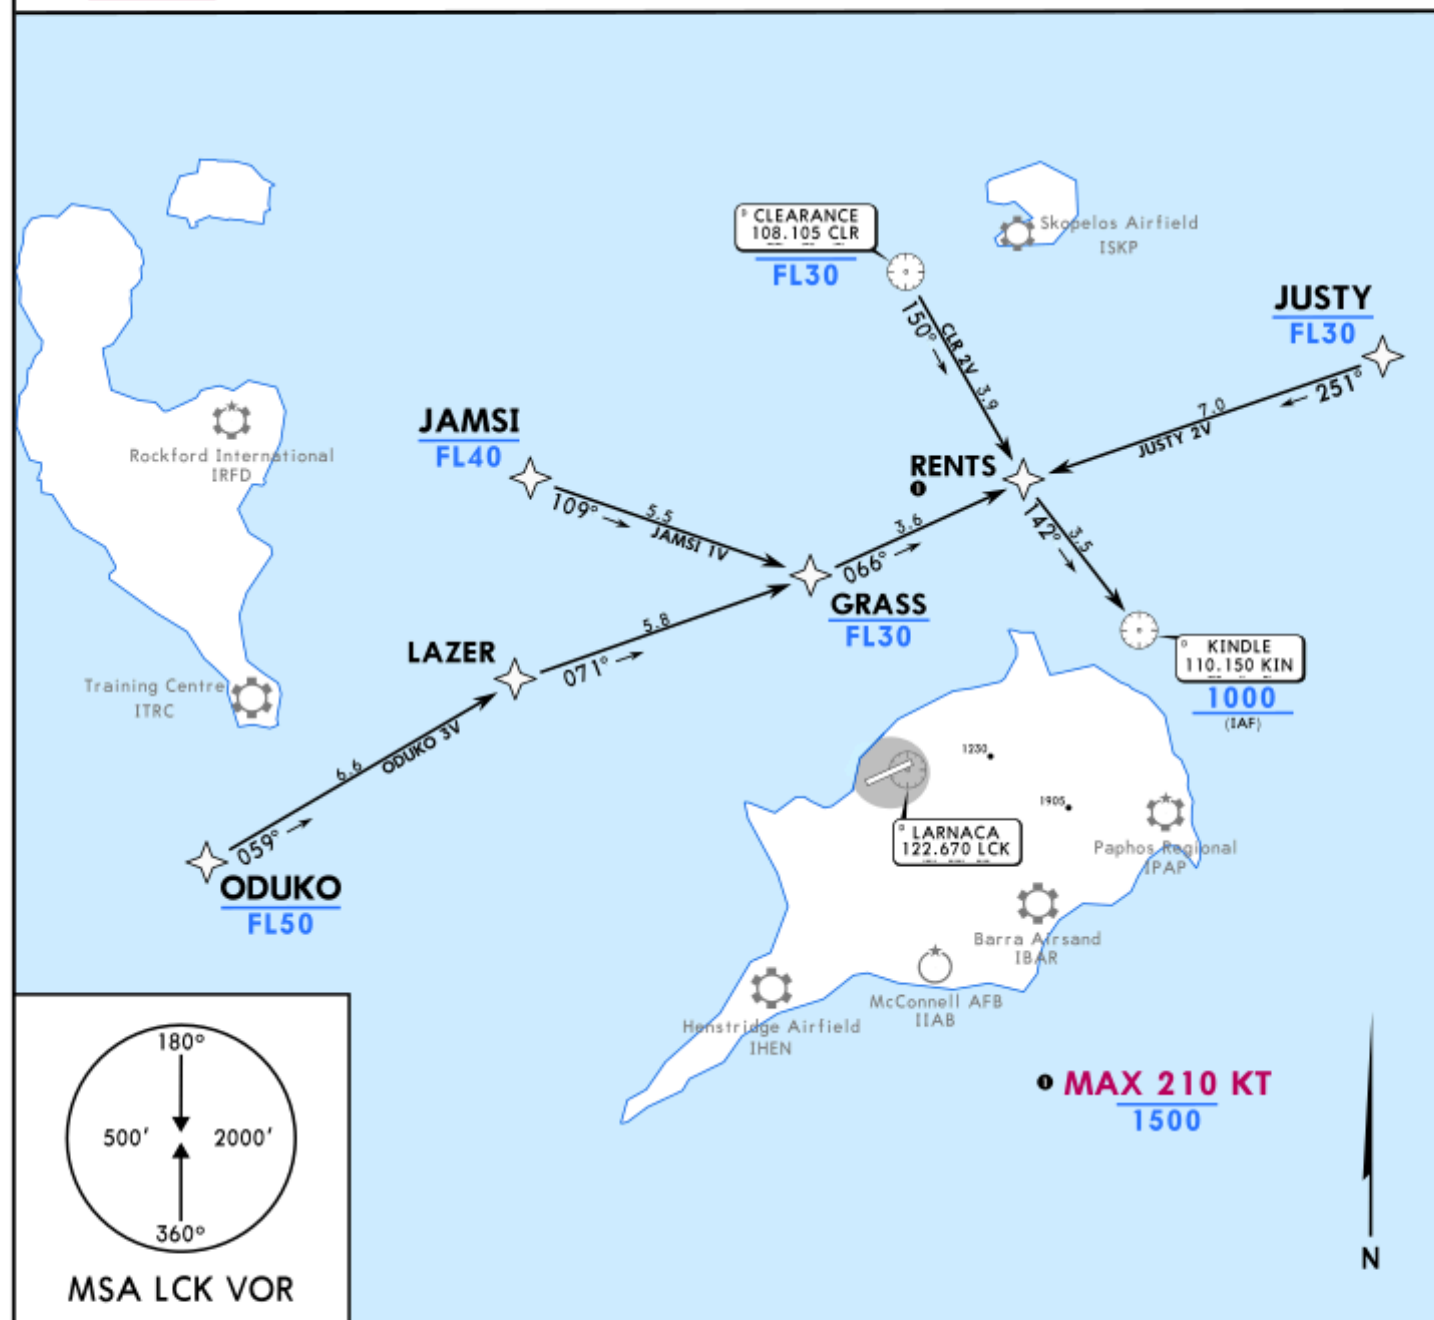 CLEARANCE
108.105 CLR
FL30
Skopelos Airfield
ISKP
JUSTY
FL30
150°
CLR 2V
3.9
251°
7.0
JUSTY 2V
JAMSI
FL40
Rockford International
IRFD
RENTS
109°
5.5
JAMSI 1V
3.6
066°
142°
3.5
GRASS
FL30
LAZER
5.8
071°
KINDLE
110.150 KIN
1000
(IAF)
Training Centre
ITRC
6.6
ODUKO 3V
059°
1230
1905
LARNACA
122.670 LCK
Paphos Regional
IPAP
ODUKO
FL50
Barra Airsand
IBAR
McConnell AFB
IIAB
Henstridge Airfield
IHEN
180°
500' 2000'
360°
MSA LCK VOR
MAX 210 KT
1500
N